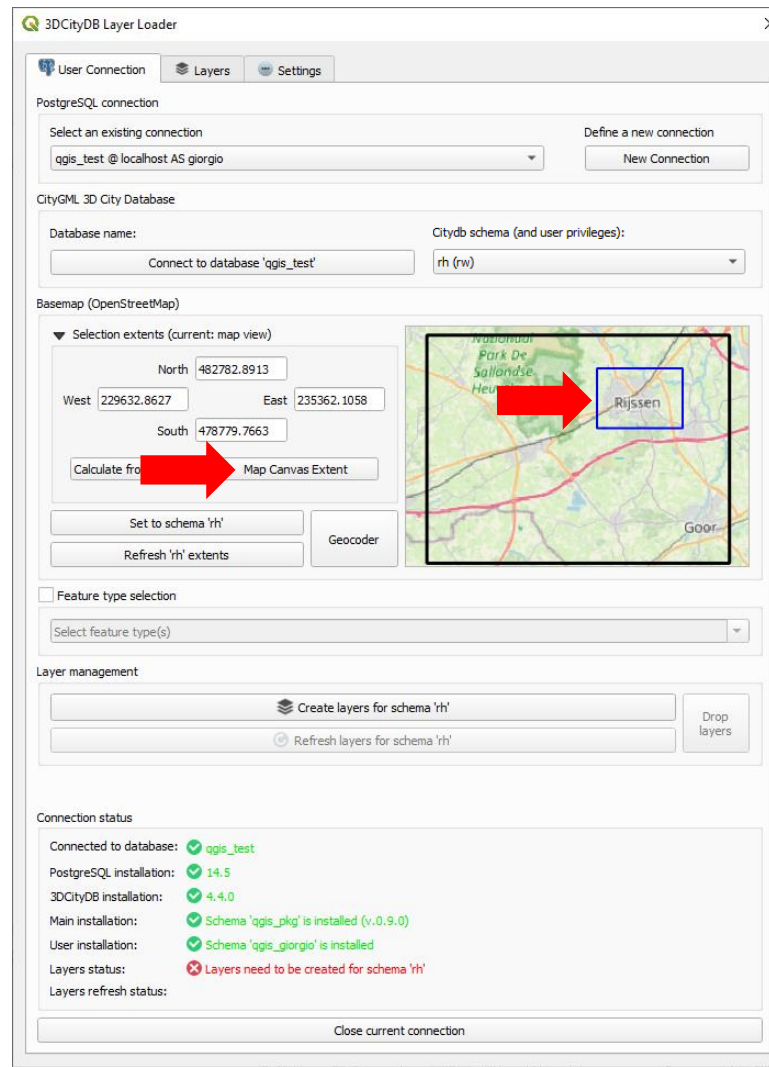 3DCityDB Layer Loader
User Connection Layers Settings
PostgreSQL connection
Select an existing connection Define a new connection
qgis_test @ localhost AS giorgio New Connection
CityGML 3D City Database
Database name: Citydb schema (and user privileges):
Connect to database 'qgis_test' rh (rw)
Basemap (OpenStreetMap)
Selection extents (current: map view)
North 482782.8913
West 229632.8627 East 235362.1058
South 478779.7663
Calculate Map Canvas Extent
Set to schema 'rh'
Refresh 'rh' extents
Geocoder
Nationaal
Park De
Sallandse
Rijssen
Goor
Feature type selection
Select feature type(s)
Layer management
Create layers for schema 'rh'
Refresh layers for schema 'rh'
Drop
layers
Connection status
Connected to database: qgis_test
PostgreSQL installation: 14.5
3DCityDB installation: 4.4.0
Main installation: Schema 'qgis_pkg' is installed (v.0.9.0)
User installation: Schema 'qgis_giorgio' is installed
Layers status: Layers need to be created for schema 'rh'
Layers refresh status:
Close current connection